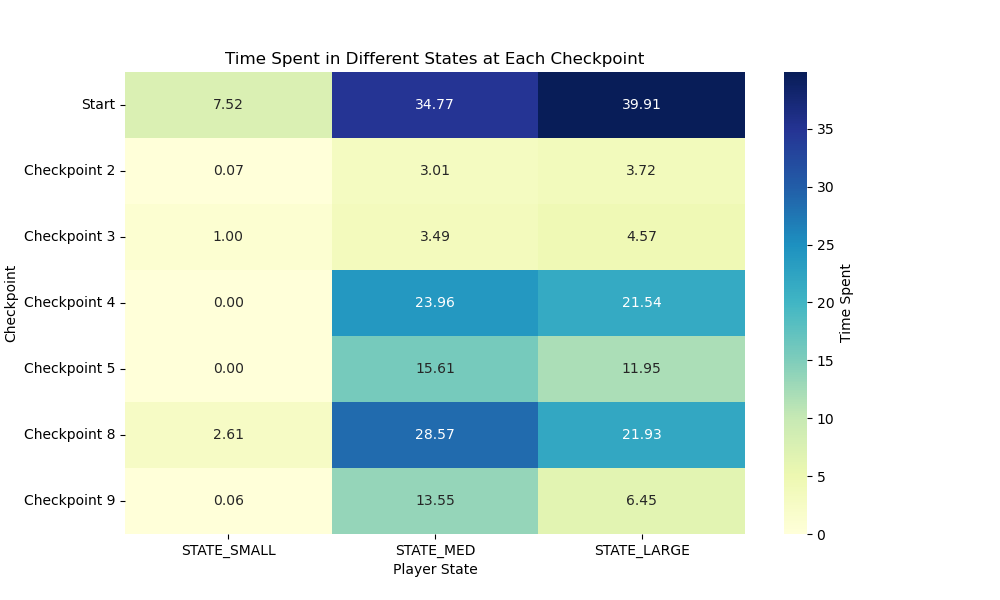 Time Spent in Different States at Each Checkpoint
Checkpoint
Start 7.52 34.77 39.91
Checkpoint 2 0.07 3.01 3.72
Checkpoint 3 1.00 3.49 4.57
Checkpoint 4 0.00 23.96 21.54
Checkpoint 5 0.00 15.61 11.95
Checkpoint 8 2.61 28.57 21.93
Checkpoint 9 0.06 13.55 6.45
STATE_SMALL STATE_MED STATE_LARGE
Player State
35
30
25
20
15
10
5
0
Time Spent